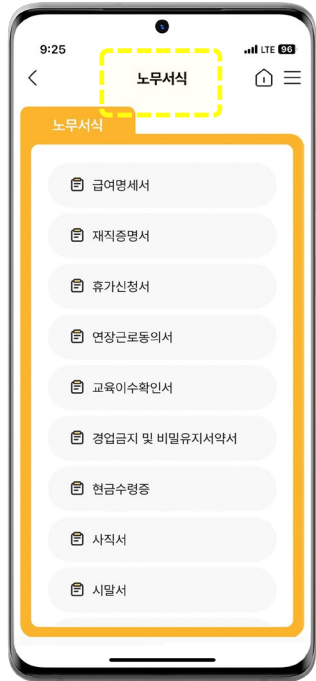 9:25
LTE 96
노무서식
노무서식
급여명세서
재직증명서
휴가신청서
연장근로동의서
교육이수확인서
경업금지 및 비밀유지서약서
현금수령증
사직서
시말서